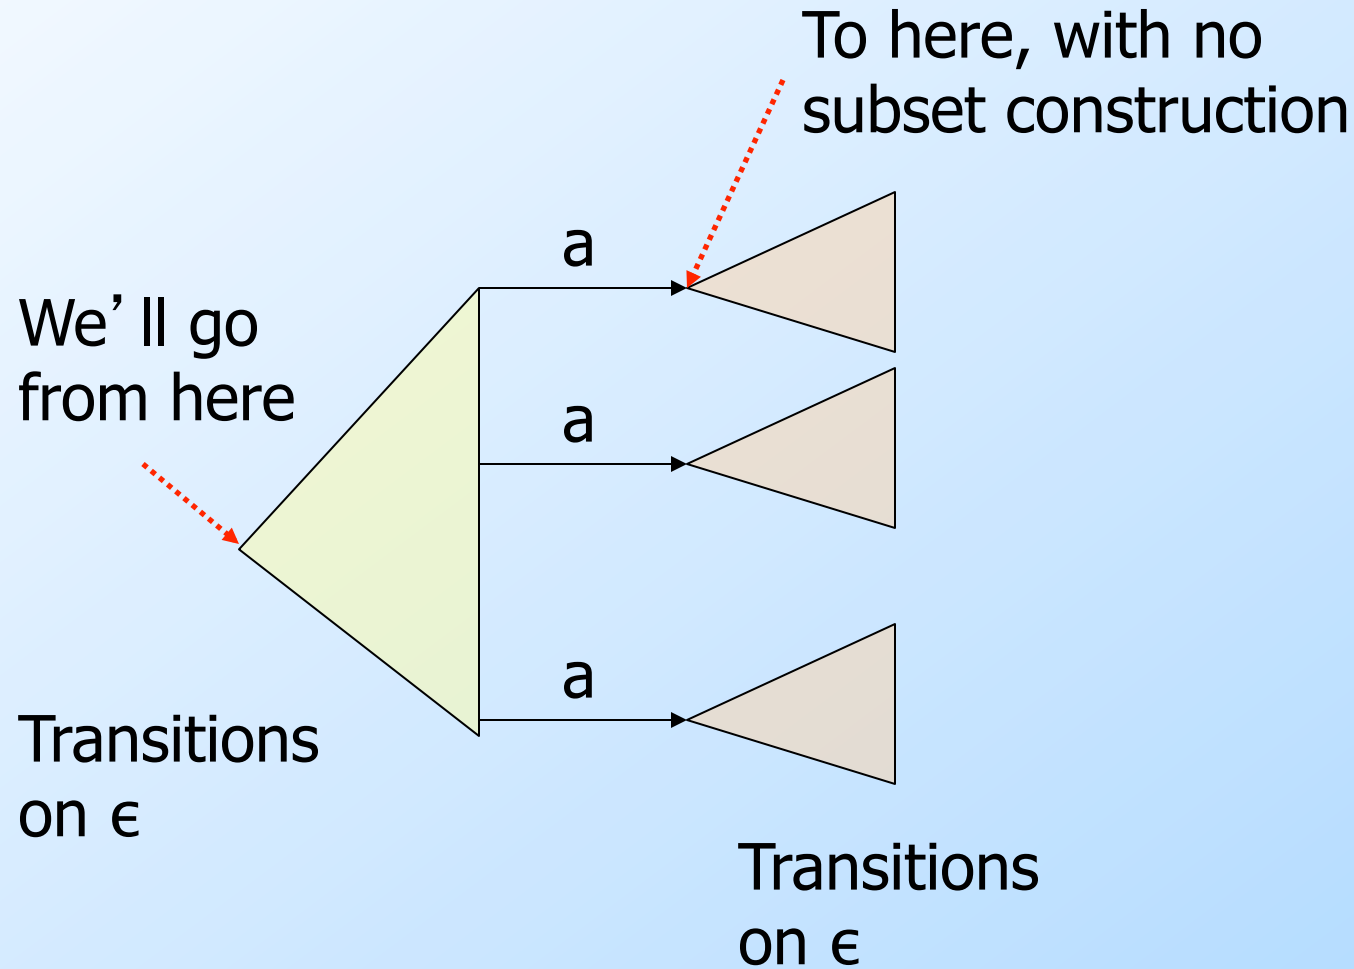 To here, with no
subset construction
a
We’ll go
from here
a
a
Transitions
on ϵ
Transitions
on ϵ